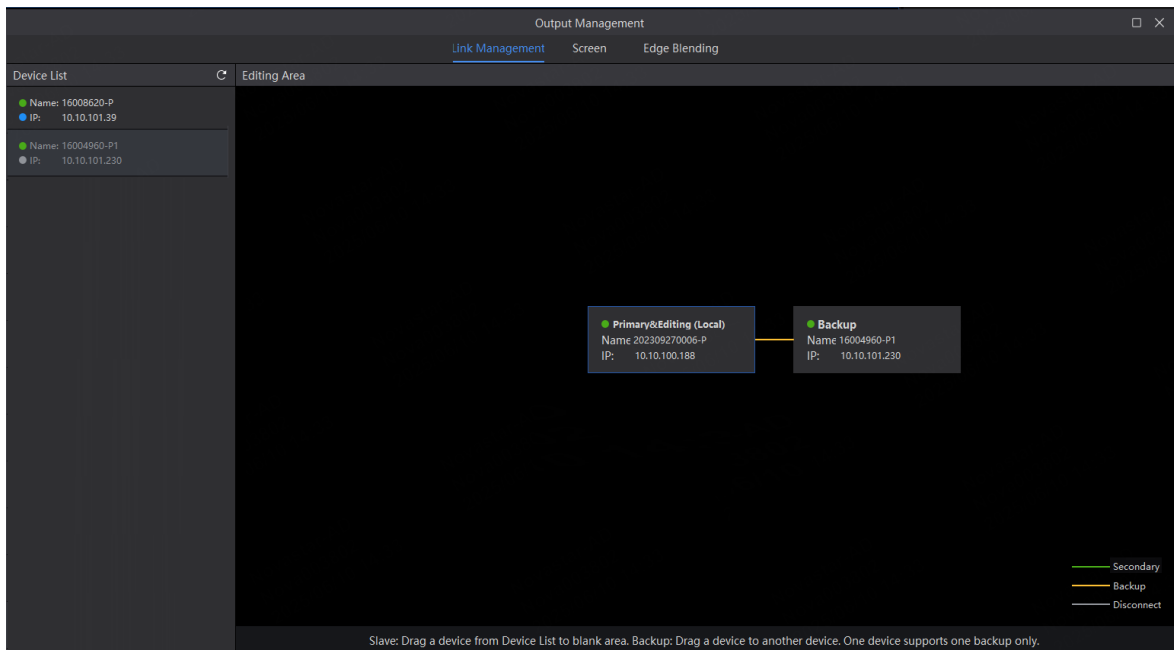 Output Management
Link Management Screen Edge Blending
Device List
Editing Area
Name: 16008620-P
IP: 10.10.101.39
Name: 16004960-P1
IP: 10.10.101.230
Primary&Editing (Local)
Name 202309270006-P
IP: 10.10.100.188
Backup
Name 16004960-P1
IP: 10.10.101.230
Secondary
Backup
Disconnect
Slave: Drag a device from Device List to blank area. Backup: Drag a device to another device. One device supports one backup only.